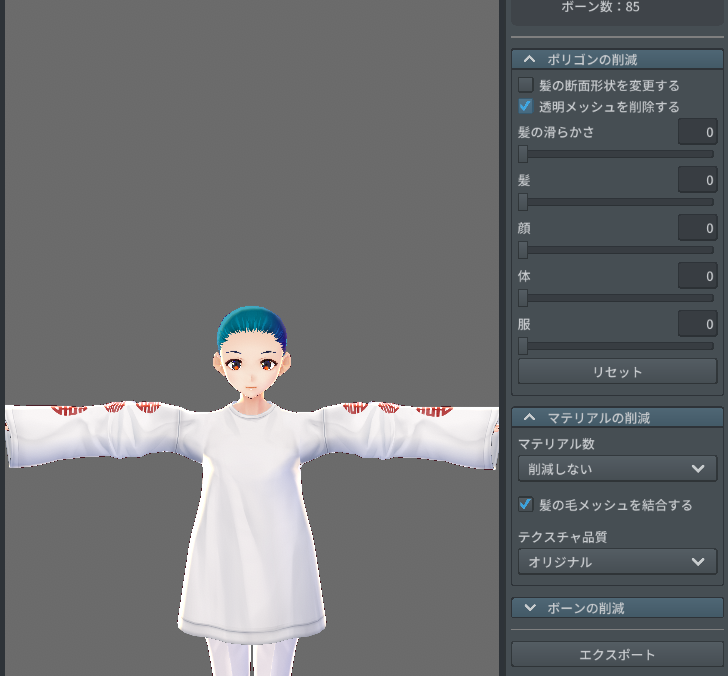 ボーン数：85
ポリゴンの削減
髪の断面形状を変更する
透明メッシュを削除する
髪の滑らかさ 0
髪 0
顔 0
体 0
服 0
リセット
マテリアルの削減
マテリアル数
削減しない
髪の毛メッシュを結合する
テクスチャ品質
オリジナル
ボーンの削減
エクスポート